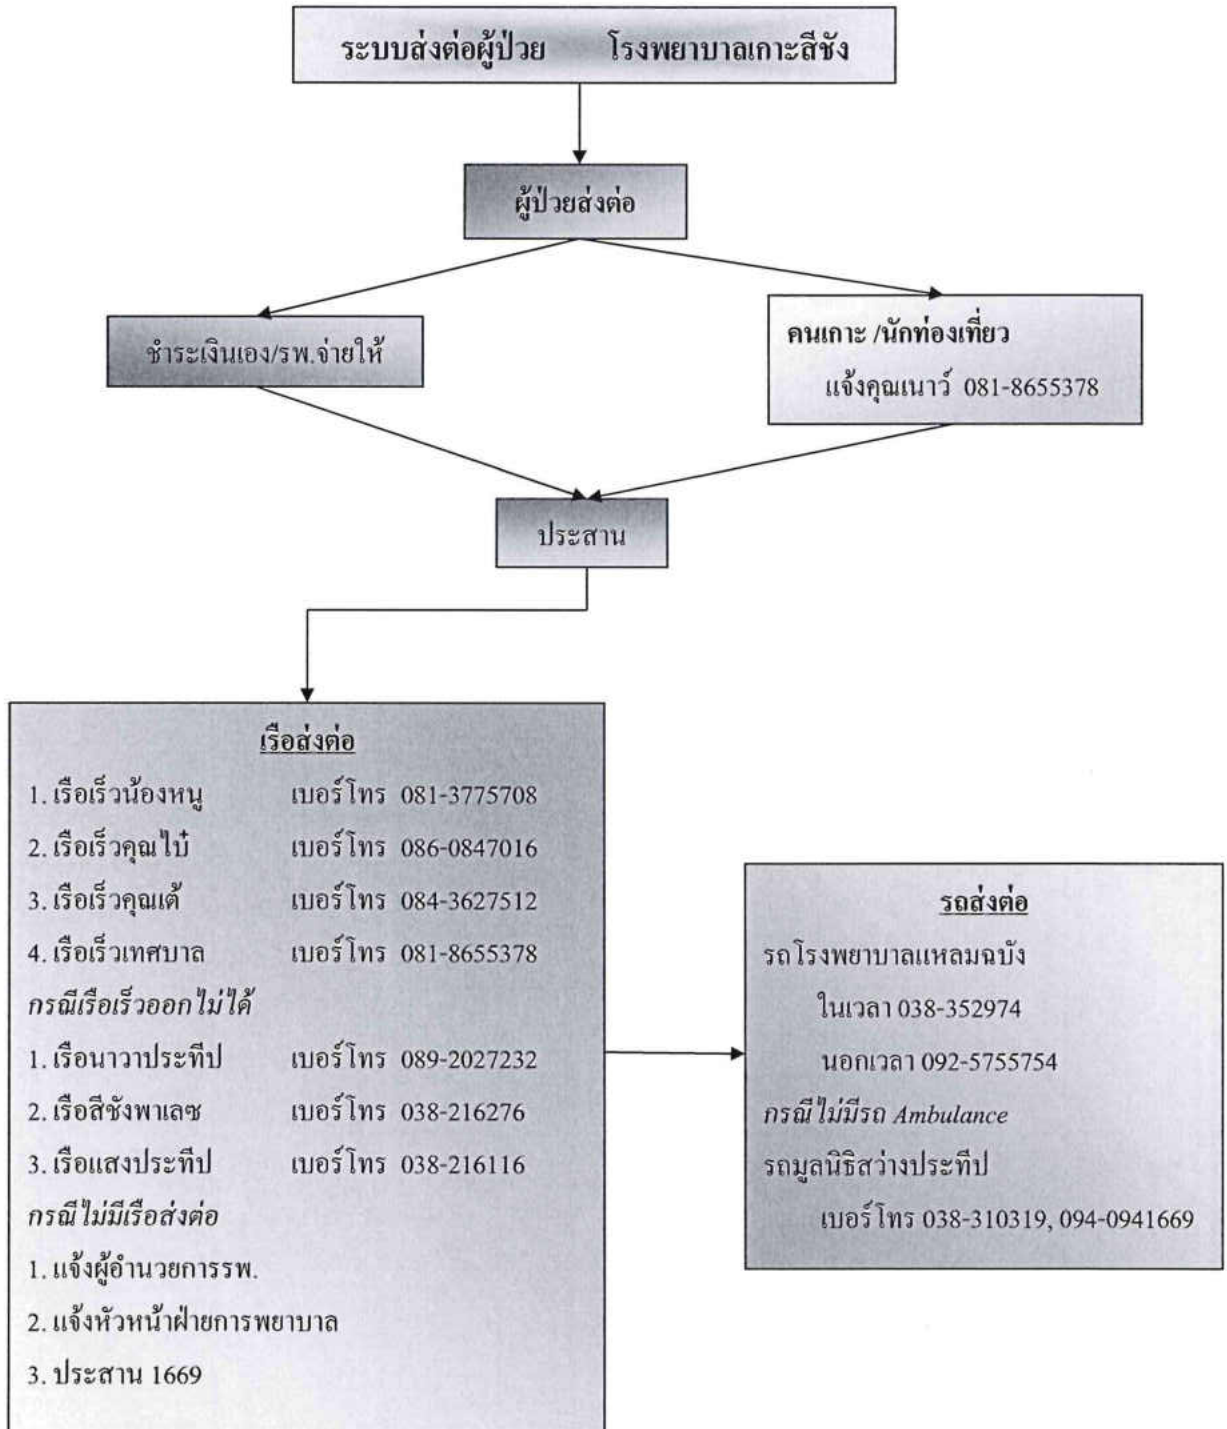 ระบบส่งต่อผู้ป่วย โรงพยาบาลเกาะสีชัง
ผู้ป่วยส่งต่อ
ชำระเงินเอง/รพ.จ่ายให้
คนเกาะ /นักท่องเที่ยว
แจ้งคุณเนาว์ 081-8655378
ประสาน
เรือส่งต่อ
1. เรือเร็วน้องหนู เบอร์โทร 081-3775708
2. เรือเร็วคุณไบ๋ เบอร์โทร 086-0847016
3. เรือเร็วคุณเต้ เบอร์โทร 084-3627512
4. เรือเร็วเทศบาล เบอร์โทร 081-8655378
กรณีเรือเร็วออกไม่ได้
1. เรือนาวาประทีป เบอร์โทร 089-2027232
2. เรือสีชังพาเลซ เบอร์โทร 038-216276
3. เรือแสงประทีป เบอร์โทร 038-216116
กรณีไม่มีเรือส่งต่อ
1. แจ้งผู้อำนวยการรพ.
2. แจ้งหัวหน้าฝ่ายการพยาบาล
3. ประสาน 1669
รถส่งต่อ
รถโรงพยาบาลแหลมฉบัง
ในเวลา 038-352974
นอกเวลา 092-5755754
กรณีไม่มีรถ Ambulance
รถมูลนิธิสว่างประทีป
เบอร์โทร 038-310319, 094-0941669